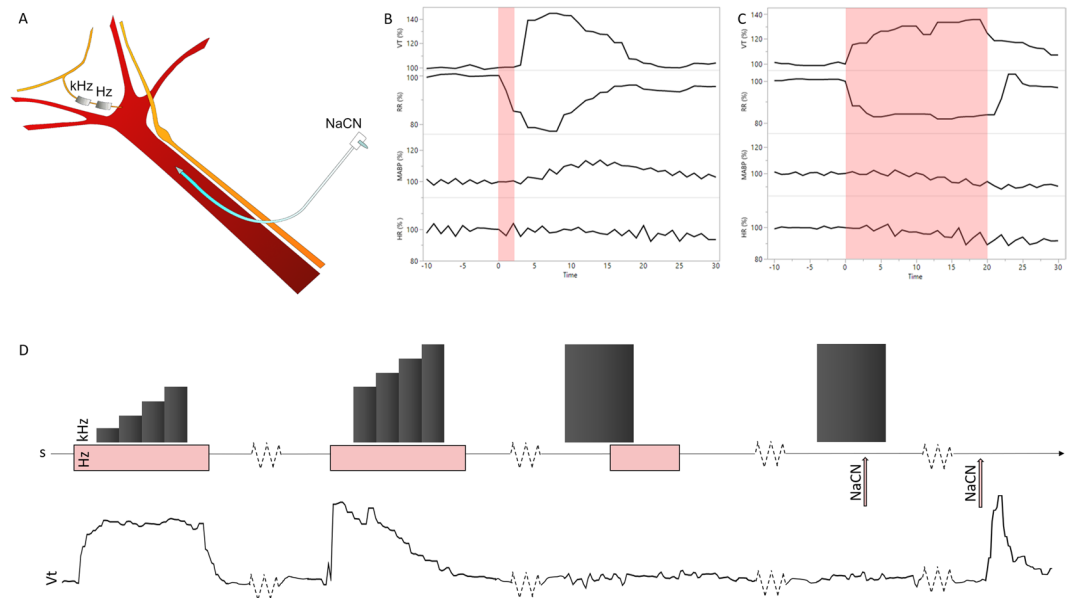 A
kHz
Hz
NaCN
B
VT (%)
140
120
100
RR (%)
100
80
MABP (%)
120
100
HR (% )
100
80
-10 -5 0 5 10 15 20 25 30
Time
C
VT (%)
140
120
100
RR (%)
100
80
MABP (%)
120
100
HR (%)
100
80
-10 -5 0 5 10 15 20 25 30
Time
D
kHz
s
Hz
NaCN
NaCN
Vt